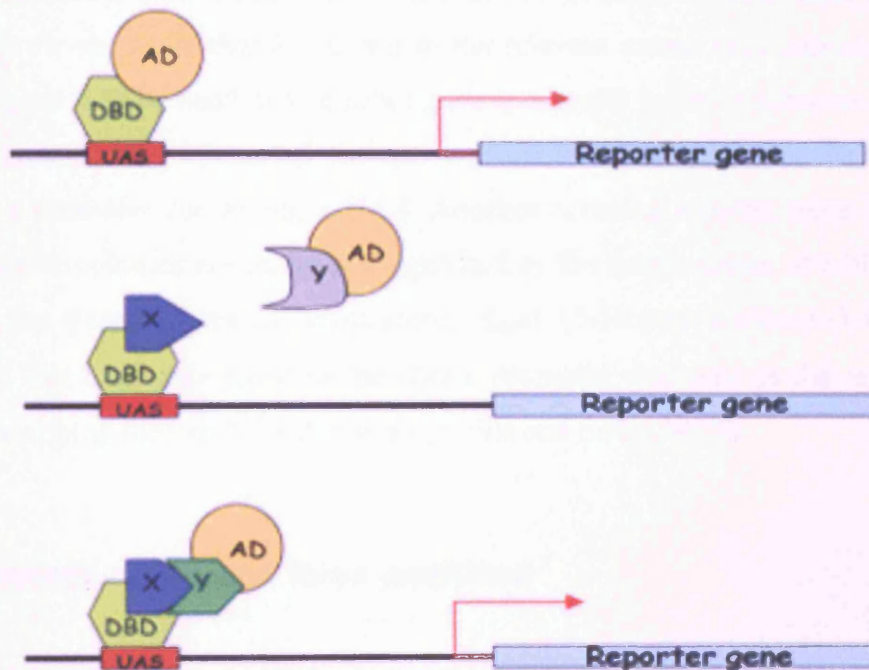 AD
DBD
UAS Reporter gene
AD
Y
X
DBD
UAS Reporter gene
AD
X Y
DBD
UAS Reporter gene